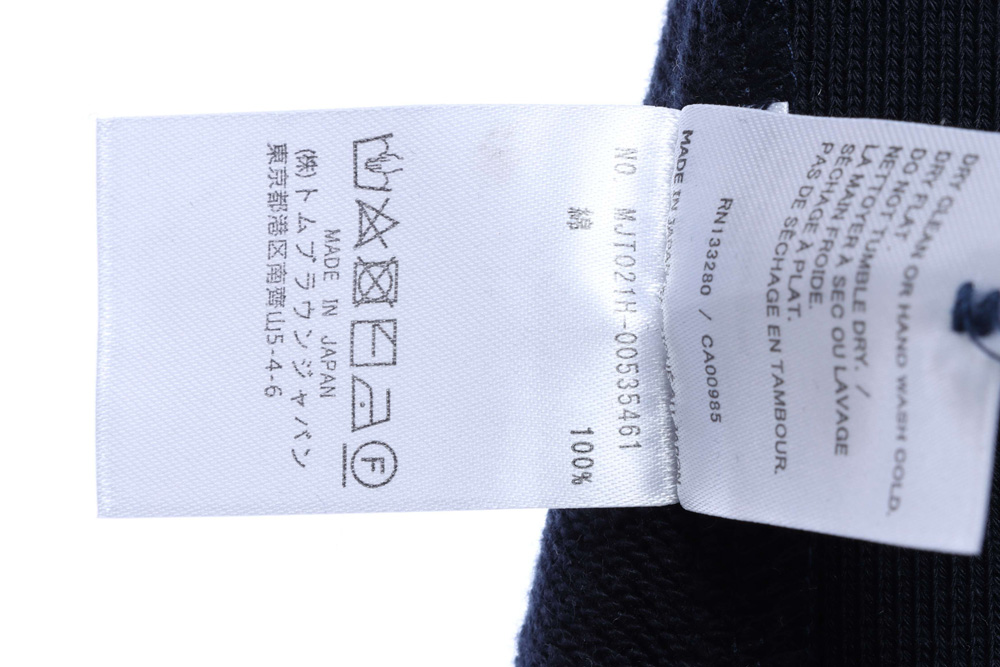 DRY CLEAN OR HAND WASH COLD.
DRY FLAT.
DO NOT TUMBLE DRY. /
NETTOYER À SEC OU LAVAGE À
LA MAIN FROIDE.
SÉCHAGE À PLAT.
PAS DE SÉCHAGE EN TAMBOUR.
RN133280 / CA00985
MADE IN JAPAN
NO. MJT021H-00535461
綿 100%
F
MADE IN JAPAN
(株)トムブラウンジャパン
東京都港区南青山5-4-6